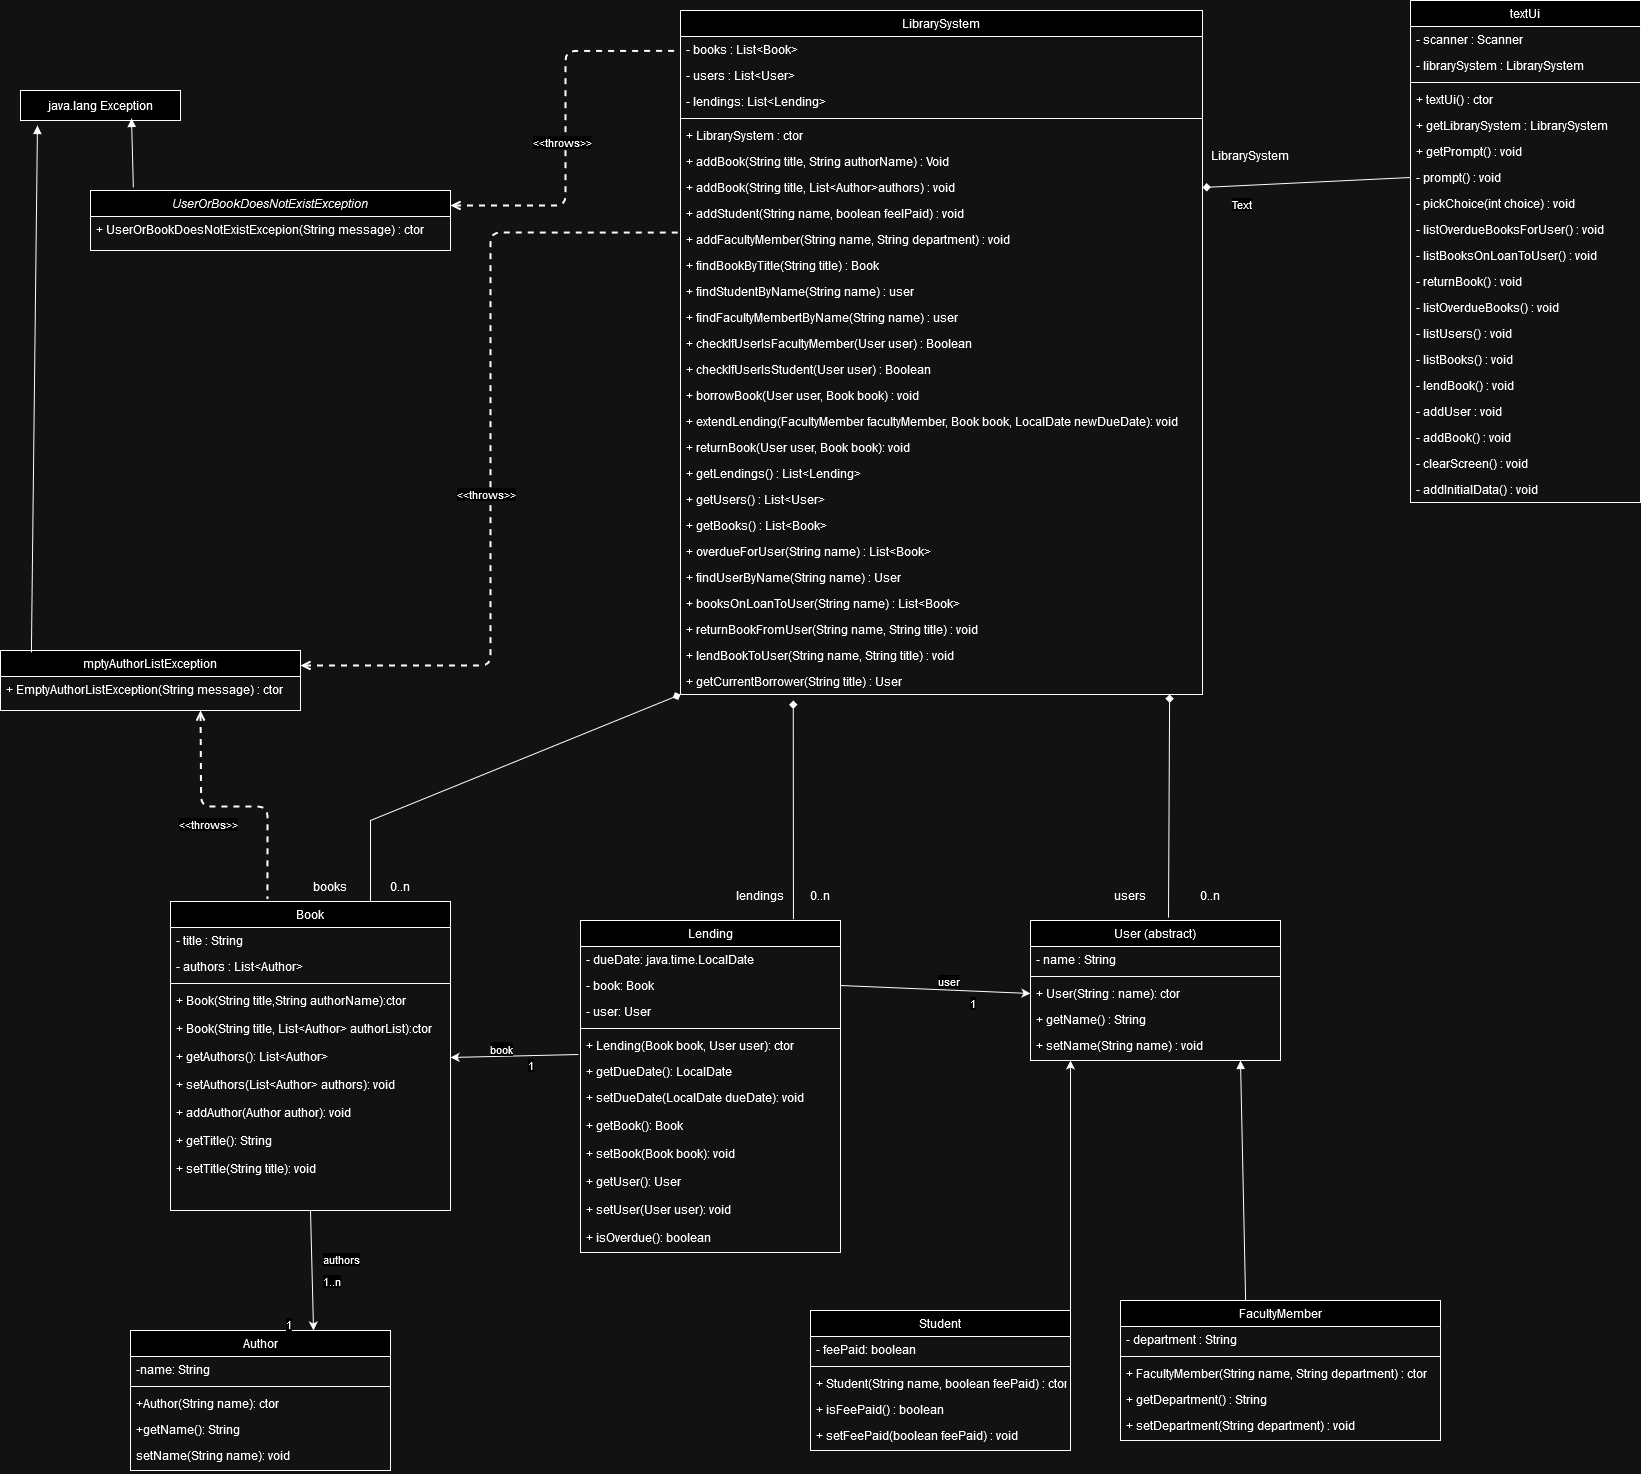 LibrarySystem
- books : List<Book>
- users : List<User>
- lendings: List<Lending>
+ LibrarySystem : ctor
+ addBook(String title, String authorName) : Void
+ addBook(String title, List<Author>authors) : void
+ addStudent(String name, boolean feelPaid) : void
+ addFacultyMember(String name, String department) : void
+ findBookByTitle(String title) : Book
+ findStudentByName(String name) : user
+ findFacultyMembertByName(String name) : user
+ checkIfUserIsFacultyMember(User user) : Boolean
+ checkIfUserIsStudent(User user) : Boolean
+ borrowBook(User user, Book book) : void
+ extendLending(FacultyMember facultyMember, Book book, LocalDate newDueDate): void
+ returnBook(User user, Book book): void
+ getLendings() : List<Lending>
+ getUsers() : List<User>
+ getBooks() : List<Book>
+ overdueForUser(String name) : List<Book>
+ findUserByName(String name) : User
+ booksOnLoanToUser(String name) : List<Book>
+ returnBookFromUser(String name, String title) : void
+ lendBookToUser(String name, String title) : void
+ getCurrentBorrower(String title) : User
textUi
- scanner : Scanner
- librarySystem : LibrarySystem
+ textUi() : ctor
+ getLibrarySystem : LibrarySystem
+ getPrompt() : void
- prompt() : void
- pickChoice(int choice) : void
- listOverdueBooksForUser() : void
- listBooksOnLoanToUser() : void
- returnBook() : void
- listOverdueBooks() : void
- listUsers() : void
- listBooks() : void
- lendBook() : void
- addUser : void
- addBook() : void
- clearScreen() : void
- addInitialData() : void
LibrarySystem
Text
java.lang Exception
<<throws>>
UserOrBookDoesNotExistException
+ UserOrBookDoesNotExistExcepion(String message) : ctor
<<throws>>
mptyAuthorListException
+ EmptyAuthorListException(String message) : ctor
<<throws>>
books
0..n
lendings
0..n
users
0..n
Book
- title : String
- authors : List<Author>
+ Book(String title,String authorName):ctor
+ Book(String title, List<Author> authorList):ctor
+ getAuthors(): List<Author>
+ setAuthors(List<Author> authors): void
+ addAuthor(Author author): void
+ getTitle(): String
+ setTitle(String title): void
book
1
Lending
- dueDate: java.time.LocalDate
- book: Book
- user: User
+ Lending(Book book, User user): ctor
+ getDueDate(): LocalDate
+ setDueDate(LocalDate dueDate): void
+ getBook(): Book
+ setBook(Book book): void
+ getUser(): User
+ setUser(User user): void
+ isOverdue(): boolean
user
1
User (abstract)
- name : String
+ User(String : name): ctor
+ getName() : String
+ setName(String name) : void
authors
1..n
1
Author
-name: String
+Author(String name): ctor
+getName(): String
setName(String name): void
Student
- feePaid: boolean
+ Student(String name, boolean feePaid) : ctor
+ isFeePaid() : boolean
+ setFeePaid(boolean feePaid) : void
FacultyMember
- department : String
+ FacultyMember(String name, String department) : ctor
+ getDepartment() : String
+ setDepartment(String department) : void